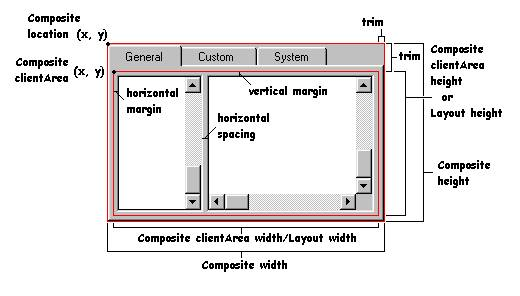 Composite
location (x, y)
trim
General
Custom
System
Composite
clientArea (x, y)
trim
Composite
clientArea
height
or
Layout height
horizontal
margin
vertical margin
horizontal
spacing
Composite
height
Composite clientArea width/Layout width
Composite width